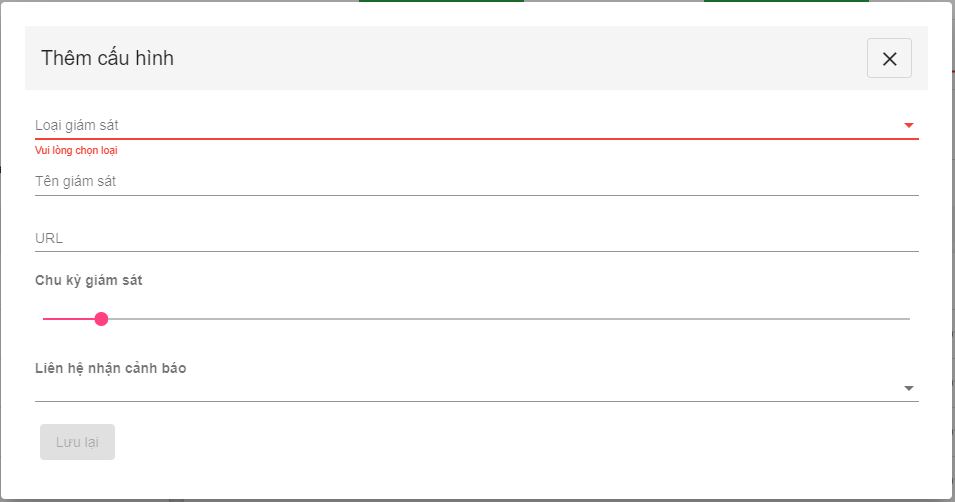 Thêm cấu hình
Loại giám sát
Vui lòng chọn loại
Tên giám sát
URL
Chu kỳ giám sát
Liên hệ nhận cảnh báo
Lưu lại